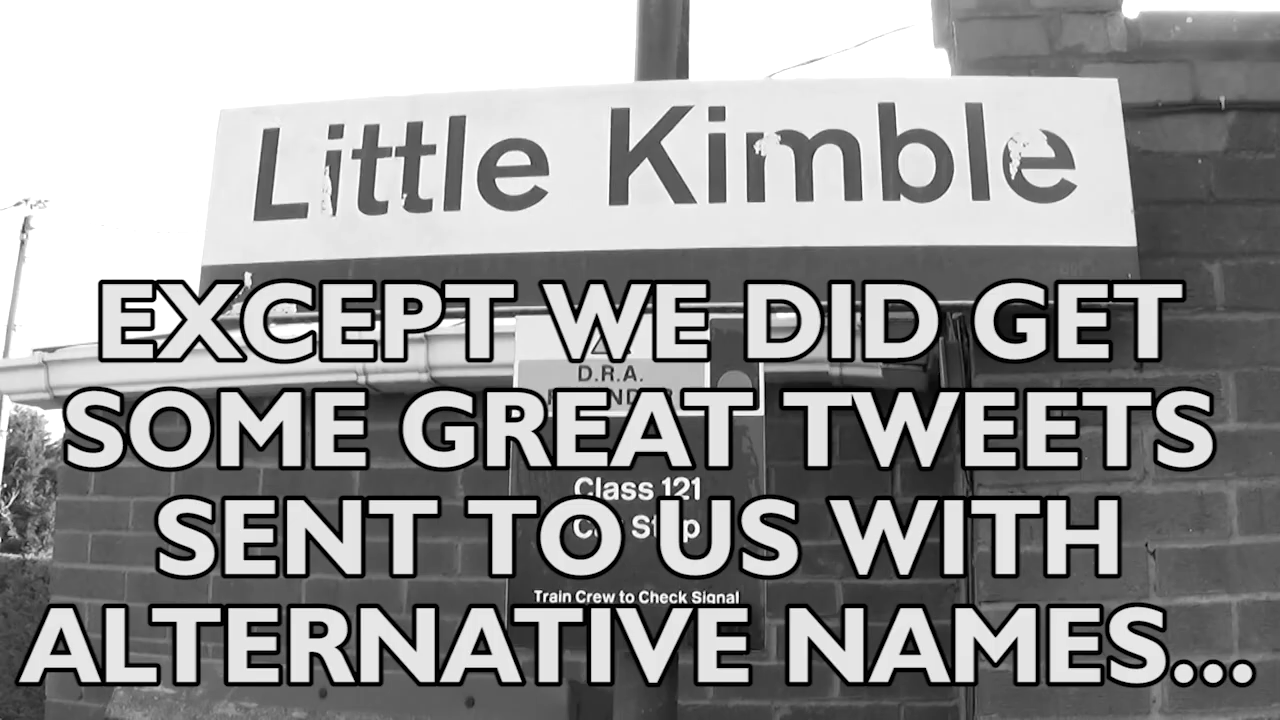 Little Kimble
EXCEPT WE DID GET
D.R.A.
SOME GREAT TWEETS
Class 121
SENT TO US WITH
Train Crew to Check Signal
ALTERNATIVE NAMES...